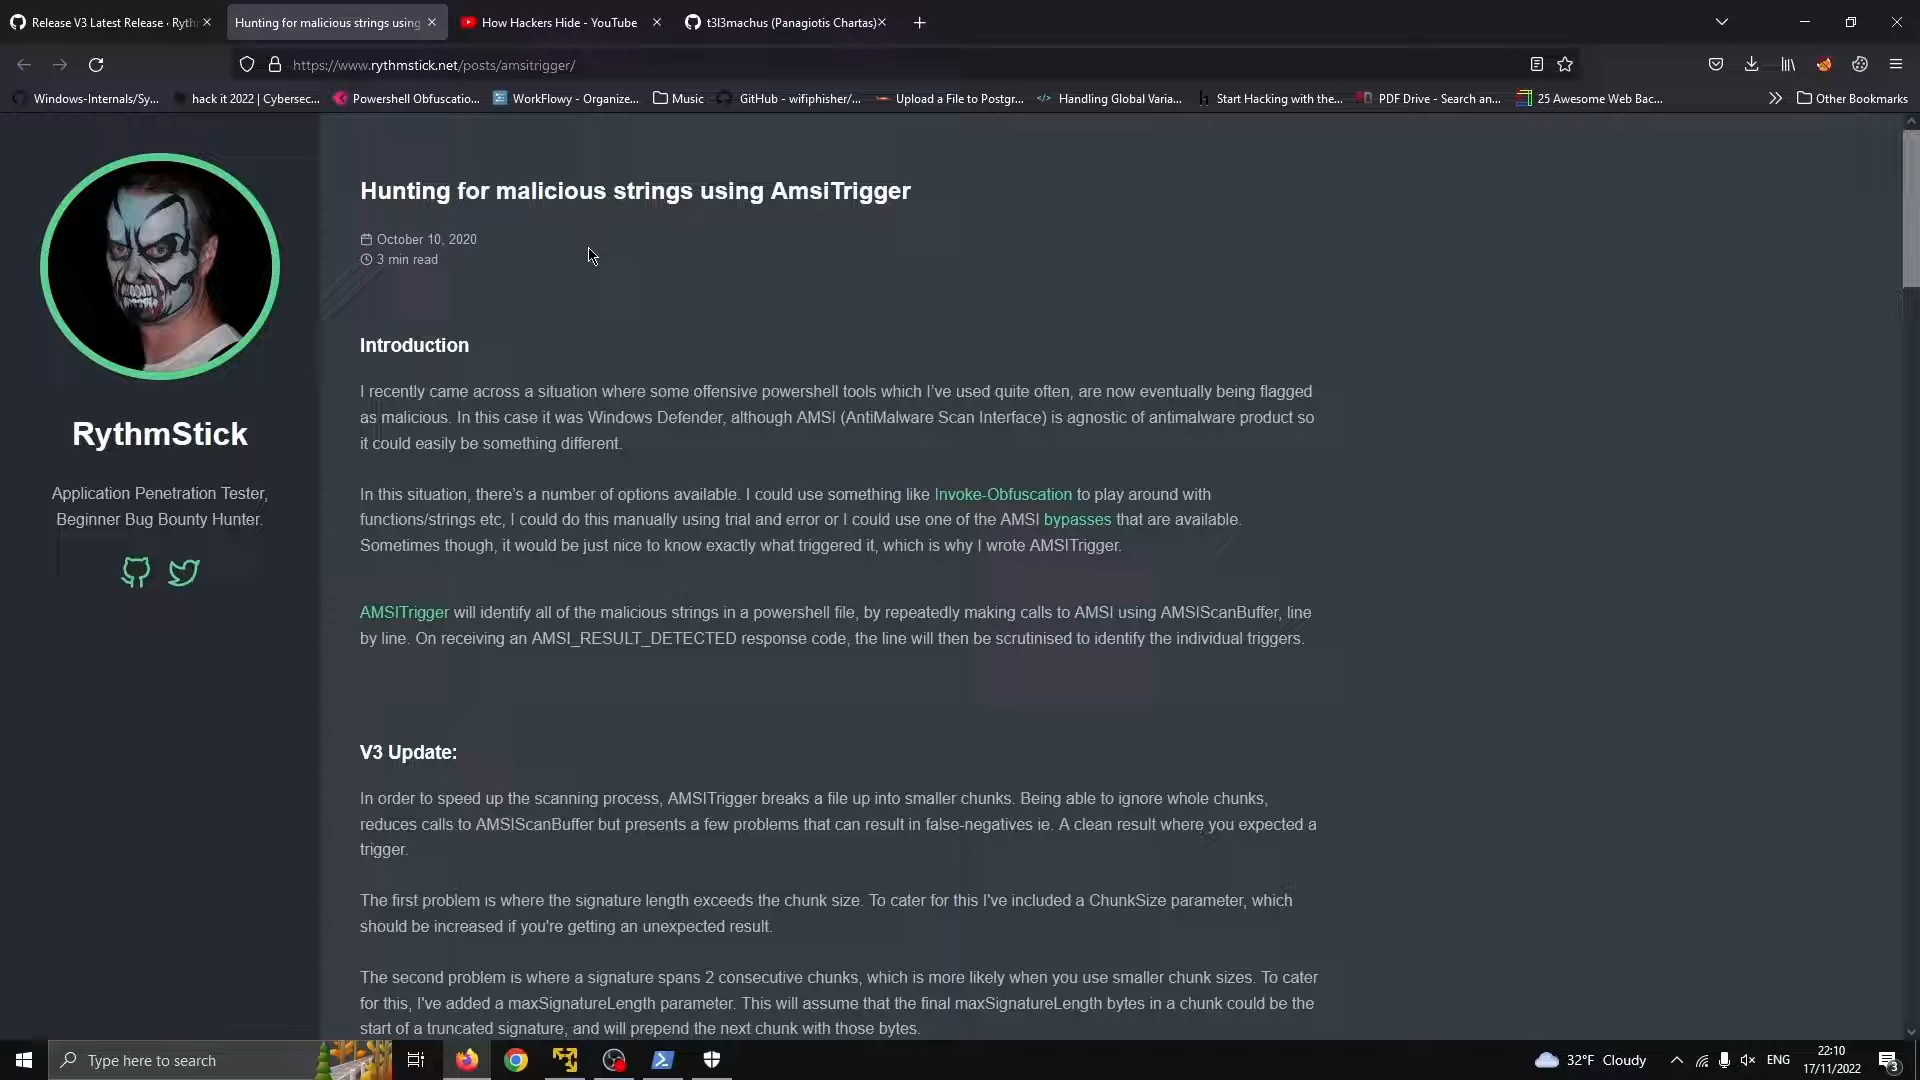 Release V3 Latest Release · Ryth
Hunting for malicious strings using
How Hackers Hide - YouTube
t3l3machus (Panagiotis Chartas)
https://www.rythmstick.net/posts/amsitrigger/
Windows-Internals/Sy...
hack it 2022 | Cybersec...
Powershell Obfuscatio...
WorkFlowy - Organize...
Music
GitHub - wifiphisher/...
Upload a File to Postgr...
Handling Global Varia...
Start Hacking with the...
PDF Drive - Search an...
25 Awesome Web Bac...
Other Bookmarks
RythmStick
Application Penetration Tester,
Beginner Bug Bounty Hunter.
Hunting for malicious strings using AmsiTrigger
October 10, 2020
3 min read
Introduction
I recently came across a situation where some offensive powershell tools which I've used quite often, are now eventually being flagged
as malicious. In this case it was Windows Defender, although AMSI (AntiMalware Scan Interface) is agnostic of antimalware product so
it could easily be something different.
In this situation, there's a number of options available. I could use something like Invoke-Obfuscation to play around with
functions/strings etc, I could do this manually using trial and error or I could use one of the AMSI bypasses that are available.
Sometimes though, it would be just nice to know exactly what triggered it, which is why I wrote AMSITrigger.
AMSITrigger will identify all of the malicious strings in a powershell file, by repeatedly making calls to AMSI using AMSIScanBuffer, line
by line. On receiving an AMSI_RESULT_DETECTED response code, the line will then be scrutinised to identify the individual triggers.
V3 Update:
In order to speed up the scanning process, AMSITrigger breaks a file up into smaller chunks. Being able to ignore whole chunks,
reduces calls to AMSIScanBuffer but presents a few problems that can result in false-negatives ie. A clean result where you expected a
trigger.
The first problem is where the signature length exceeds the chunk size. To cater for this I've included a ChunkSize parameter, which
should be increased if you're getting an unexpected result.
The second problem is where a signature spans 2 consecutive chunks, which is more likely when you use smaller chunk sizes. To cater
for this, I've added a maxSignatureLength parameter. This will assume that the final maxSignatureLength bytes in a chunk could be the
start of a truncated signature, and will prepend the next chunk with those bytes.
Type here to search
32°F Cloudy
ENG
22:10
17/11/2022
3